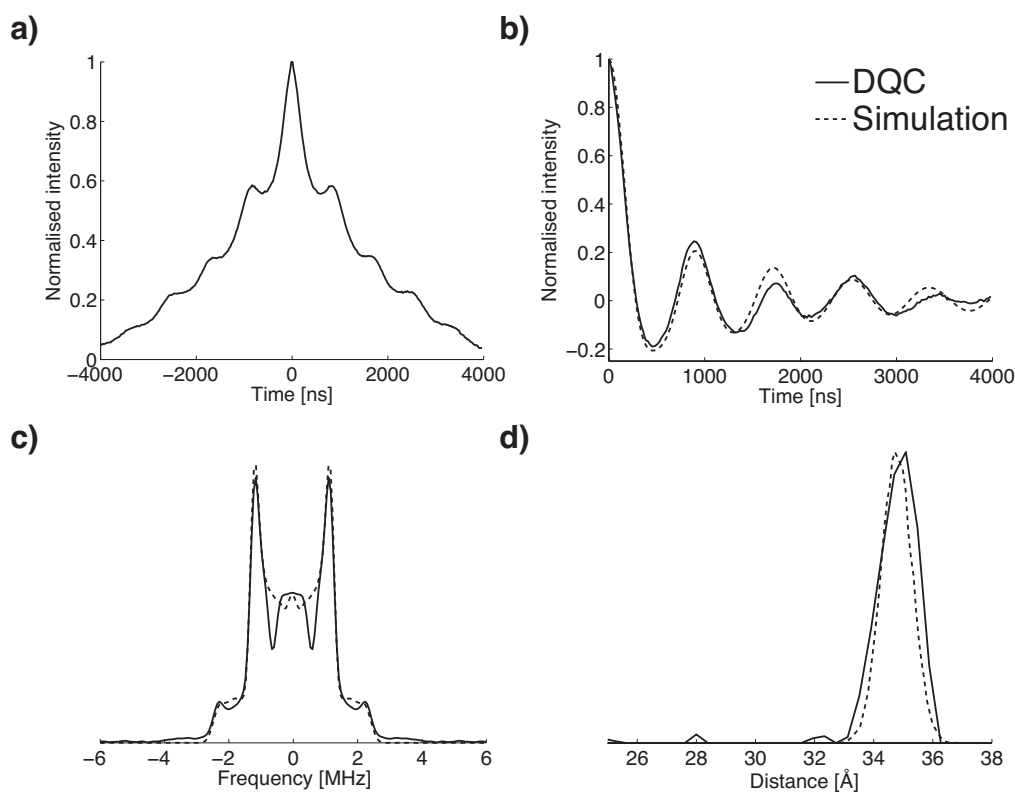 a)
Normalised intensity
1
0.8
0.6
0.4
0.2
0
−4000 −2000 0 2000 4000
Time [ns]
b)
Normalised intensity
1
0.8
0.6
0.4
0.2
0
−0.2
0 1000 2000 3000 4000
Time [ns]
DQC
Simulation
c)
−6 −4 −2 0 2 4 6
Frequency [MHz]
d)
26 28 30 32 34 36 38
Distance [Å]